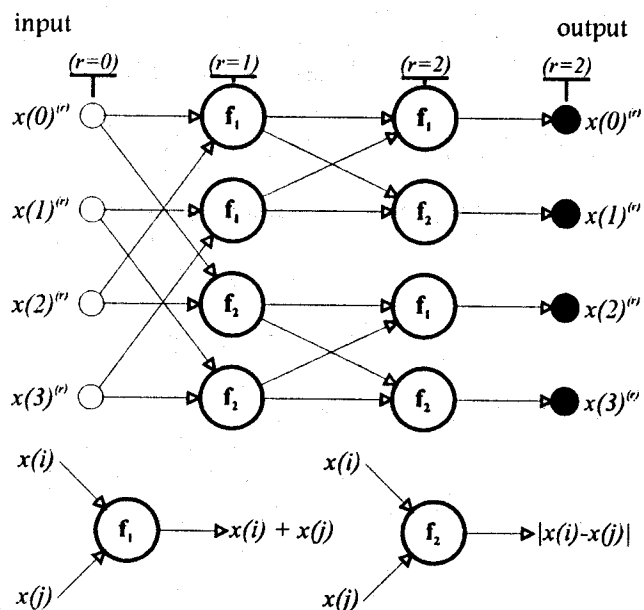 input output
(r=0) (r=1) (r=2) (r=2)
x(0)⁽ʳ⁾ f₁ f₁ x(0)⁽ʳ⁾
x(1)⁽ʳ⁾ f₁ f₂ x(1)⁽ʳ⁾
x(2)⁽ʳ⁾ f₂ f₁ x(2)⁽ʳ⁾
x(3)⁽ʳ⁾ f₂ f₂ x(3)⁽ʳ⁾
x(i) x(i)
f₁ x(i) + x(j) f₂ |x(i)-x(j)|
x(j) x(j)